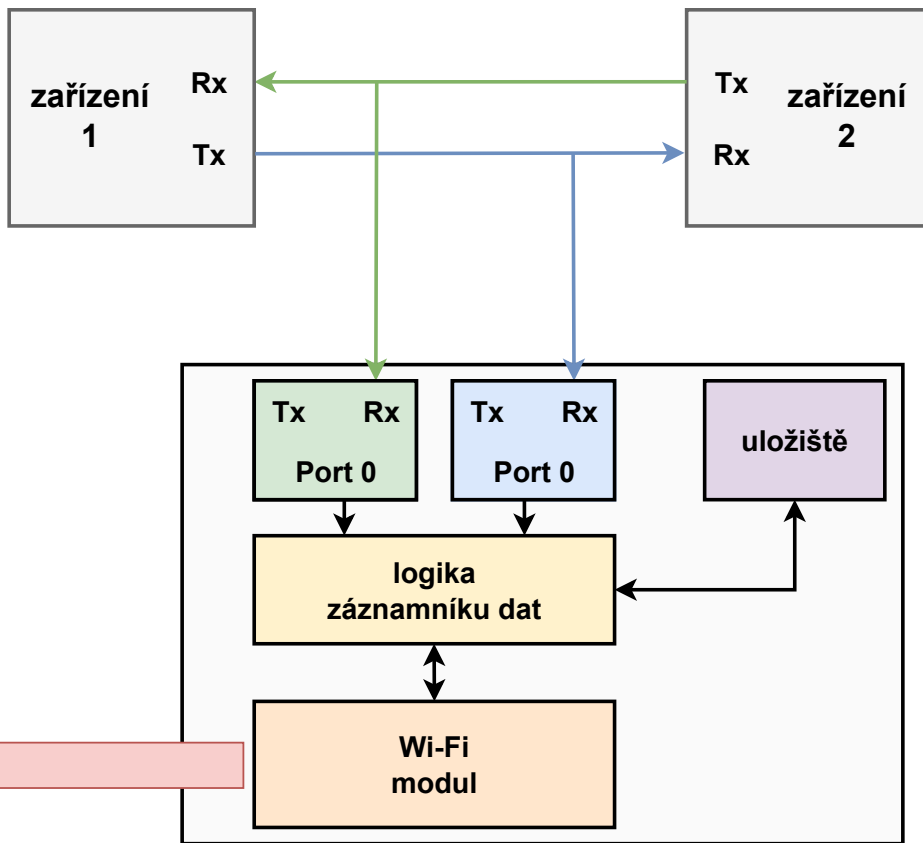 zařízení
1
Rx
Tx
Tx
Rx
zařízení
2
Tx Rx
Port 0
Tx Rx
Port 0
uložiště
logika
záznamníku dat
Wi-Fi
modul